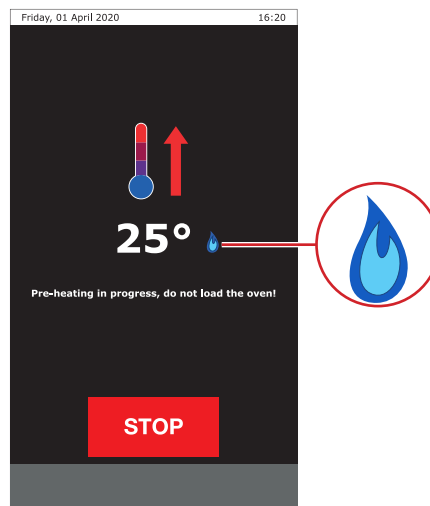 Friday, 01 April 2020 16:20
25°
Pre-heating in progress, do not load the oven!
STOP